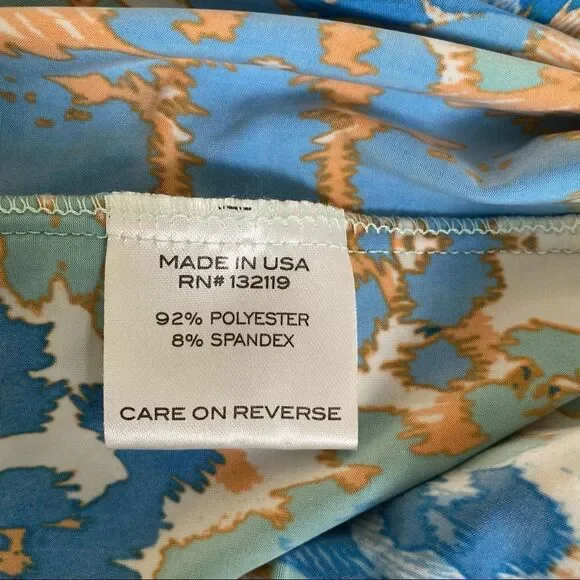 MADE IN USA
RN# 132119
92% POLYESTER
8% SPANDEX
CARE ON REVERSE